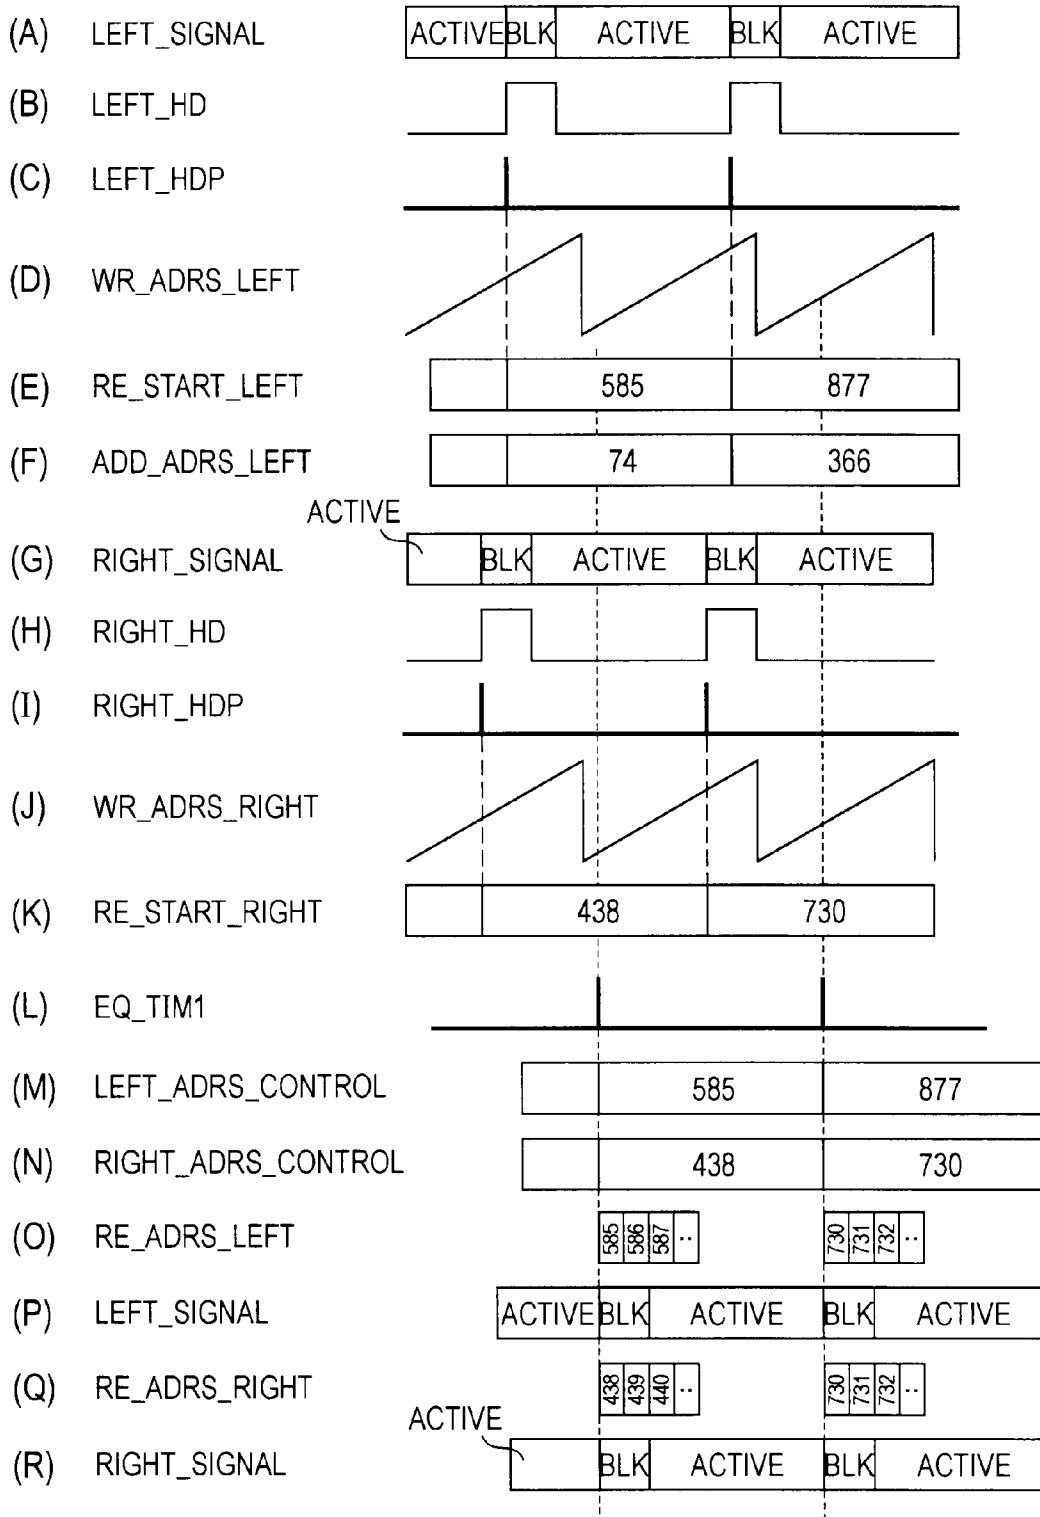 (A) LEFT_SIGNAL ACTIVE BLK ACTIVE BLK ACTIVE
(B) LEFT_HD
(C) LEFT_HDP
(D) WR_ADRS_LEFT
(E) RE_START_LEFT 585 877
(F) ADD_ADRS_LEFT 74 366
ACTIVE
(G) RIGHT_SIGNAL BLK ACTIVE BLK ACTIVE
(H) RIGHT_HD
(I) RIGHT_HDP
(J) WR_ADRS_RIGHT
(K) RE_START_RIGHT 438 730
(L) EQ_TIM1
(M) LEFT_ADRS_CONTROL 585 877
(N) RIGHT_ADRS_CONTROL 438 730
(O) RE_ADRS_LEFT 585 586 587 .. 730 731 732 ..
(P) LEFT_SIGNAL ACTIVE BLK ACTIVE BLK ACTIVE
(Q) RE_ADRS_RIGHT 438 439 440 .. 730 731 732 ..
ACTIVE
(R) RIGHT_SIGNAL BLK ACTIVE BLK ACTIVE